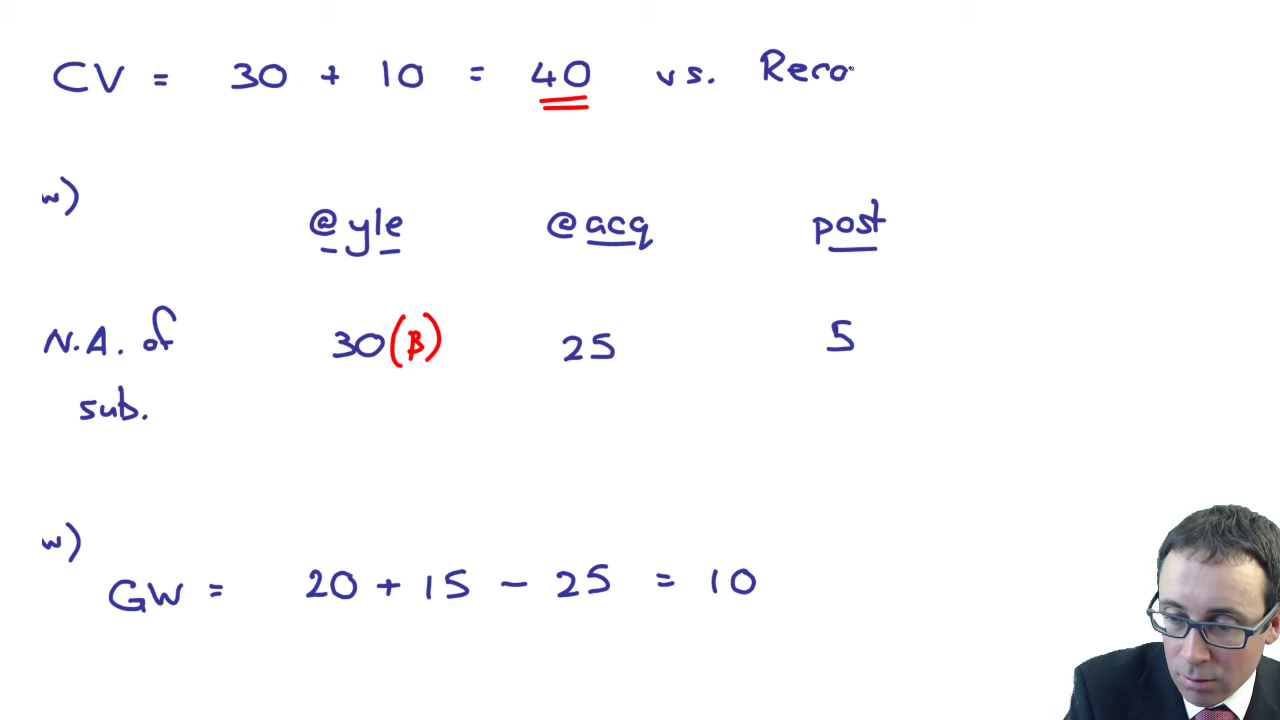 CV = 30 + 10 = 40 vs. Reco
w)
@ yle @ acq post
N.A. of 30 (B) 25 5
sub.
w)
GW = 20 + 15 - 25 = 10